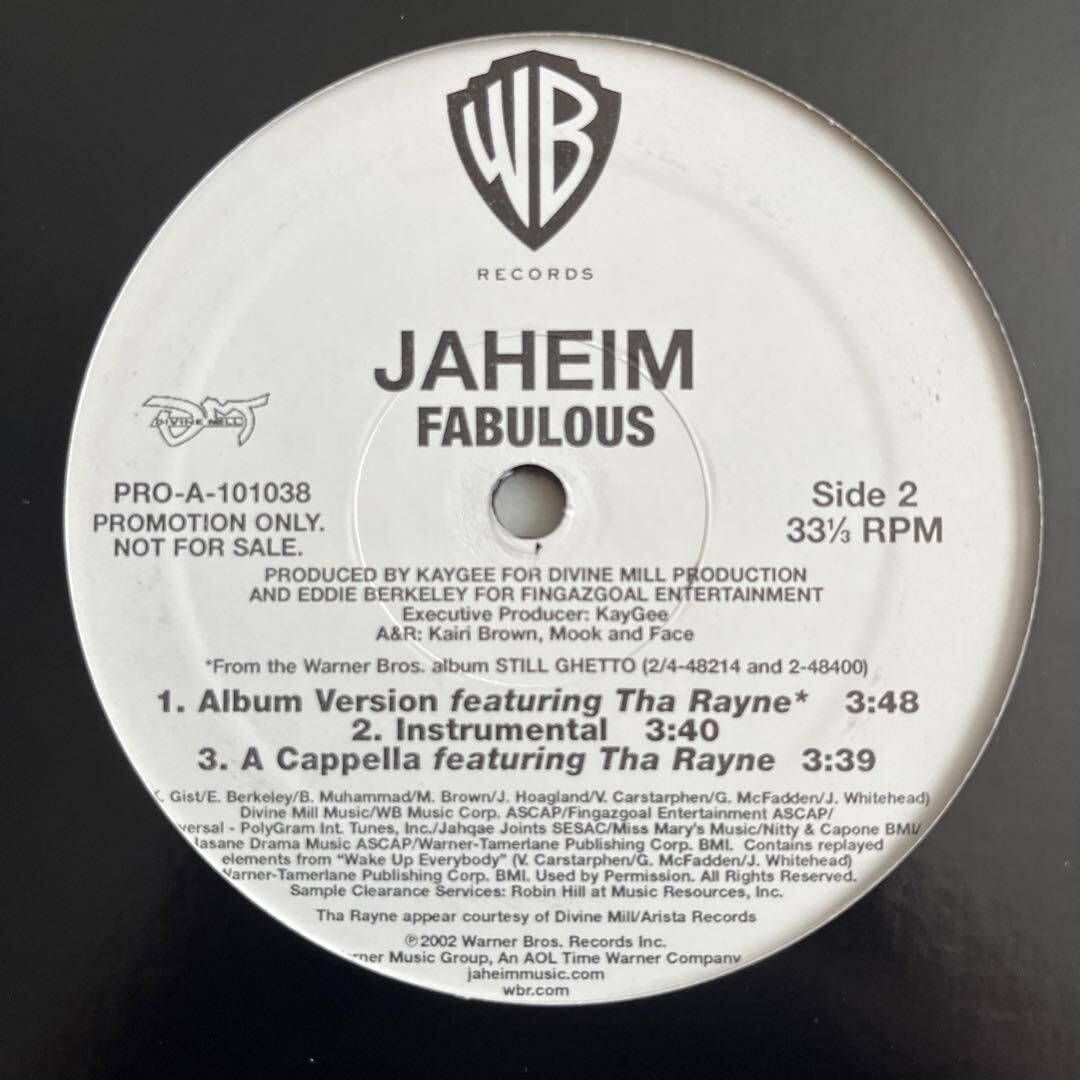 WB
RECORDS
JAHEIM
FABULOUS
DIVINE MILL
PRO-A-101038
PROMOTION ONLY.
NOT FOR SALE.
Side 2
33⅓ RPM
PRODUCED BY KAYGEE FOR DIVINE MILL PRODUCTION
AND EDDIE BERKELEY FOR FINGAZGOAL ENTERTAINMENT
Executive Producer: KayGee
A&R: Kairi Brown, Mook and Face
*From the Warner Bros. album STILL GHETTO (2/4-48214 and 2-48400)
1. Album Version featuring Tha Rayne* 3:48
2. Instrumental 3:40
3. A Cappella featuring Tha Rayne 3:39
Gist/E. Berkeley/B. Muhammad/M. Brown/J. Hoagland/V. Carstarphen/G. McFadden/J. Whitehead)
Divine Mill Music/WB Music Corp. ASCAP/Fingazgoal Entertainment ASCAP/
versal - PolyGram Int. Tunes, Inc./Jahqae Joints SESAC/Miss Mary's Music/Nitty & Capone BMI/
lasane Drama Music ASCAP/Warner-Tamerlane Publishing Corp. BMI. Contains replayed
elements from "Wake Up Everybody" (V. Carstarphen/G. McFadden/J. Whitehead)
Warner-Tamerlane Publishing Corp. BMI. Used by Permission. All Rights Reserved.
Sample Clearance Services: Robin Hill at Music Resources, Inc.
Tha Rayne appear courtesy of Divine Mill/Arista Records
℗2002 Warner Bros. Records Inc.
rner Music Group, An AOL Time Warner Company
jaheimmusic.com
wbr.com